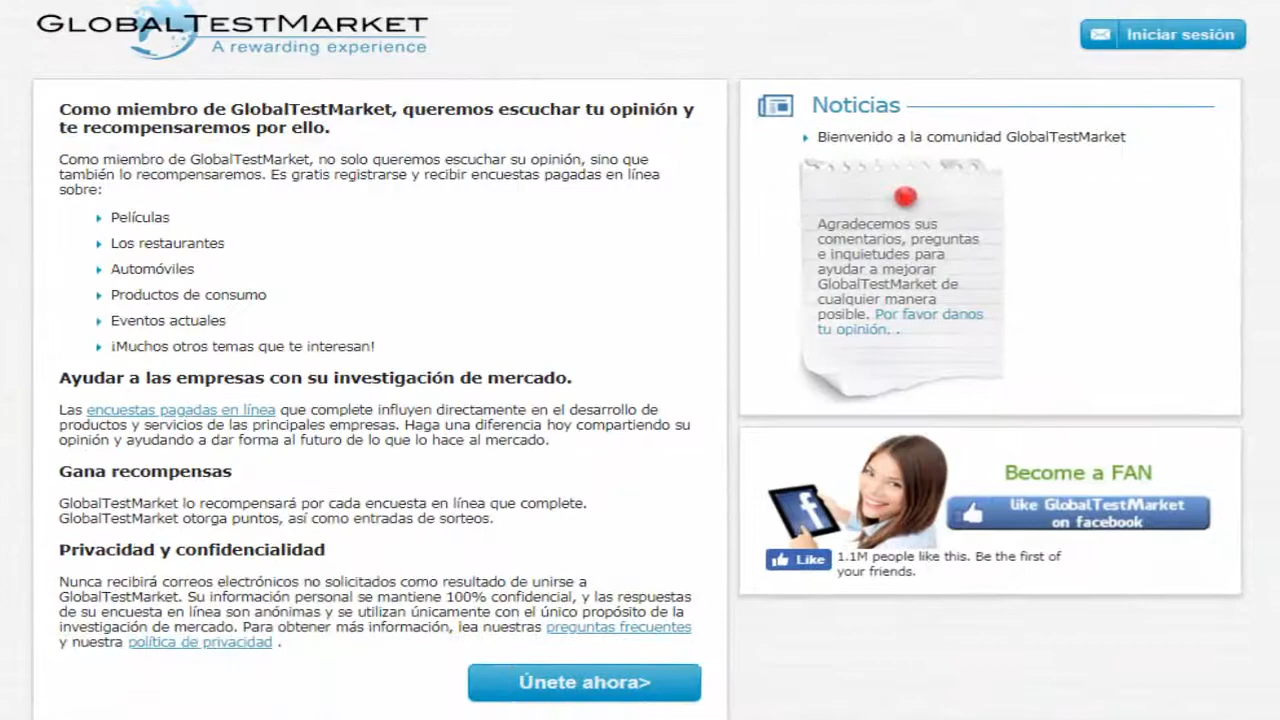 GLOBALTESTMARKET
A rewarding experience
Iniciar sesión
Como miembro de GlobalTestMarket, queremos escuchar tu opinión y
te recompensaremos por ello.
Como miembro de GlobalTestMarket, no solo queremos escuchar su opinión, sino que
también lo recompensaremos. Es gratis registrarse y recibir encuestas pagadas en línea
sobre:
Películas
Los restaurantes
Automóviles
Productos de consumo
Eventos actuales
¡Muchos otros temas que te interesan!
Ayudar a las empresas con su investigación de mercado.
Las encuestas pagadas en línea que complete influyen directamente en el desarrollo de
productos y servicios de las principales empresas. Haga una diferencia hoy compartiendo su
opinión y ayudando a dar forma al futuro de lo que lo hace al mercado.
Gana recompensas
GlobalTestMarket lo recompensará por cada encuesta en línea que complete.
GlobalTestMarket otorga puntos, así como entradas de sorteos.
Privacidad y confidencialidad
Nunca recibirá correos electrónicos no solicitados como resultado de unirse a
GlobalTestMarket. Su información personal se mantiene 100% confidencial, y las respuestas
de su encuesta en línea son anónimas y se utilizan únicamente con el único propósito de la
investigación de mercado. Para obtener más información, lea nuestras preguntas frecuentes
y nuestra política de privacidad .
Únete ahora>
Noticias
Bienvenido a la comunidad GlobalTestMarket
Agradecemos sus
comentarios, preguntas
e inquietudes para
ayudar a mejorar
GlobalTestMarket de
cualquier manera
posible. Por favor danos
tu opinión. .
Become a FAN
like GlobalTestMarket
on facebook
Like
1.1M people like this. Be the first of
your friends.